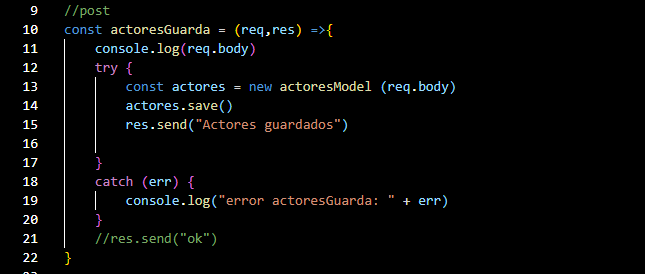 9 //post
10 const actoresGuarda = (req,res) =>{
11     console.log(req.body)
12     try {
13         const actores = new actoresModel (req.body)
14         actores.save()
15         res.send("Actores guardados")
16
17     }
18     catch (err) {
19         console.log("error actoresGuarda: " + err)
20     }
21     //res.send("ok")
22 }